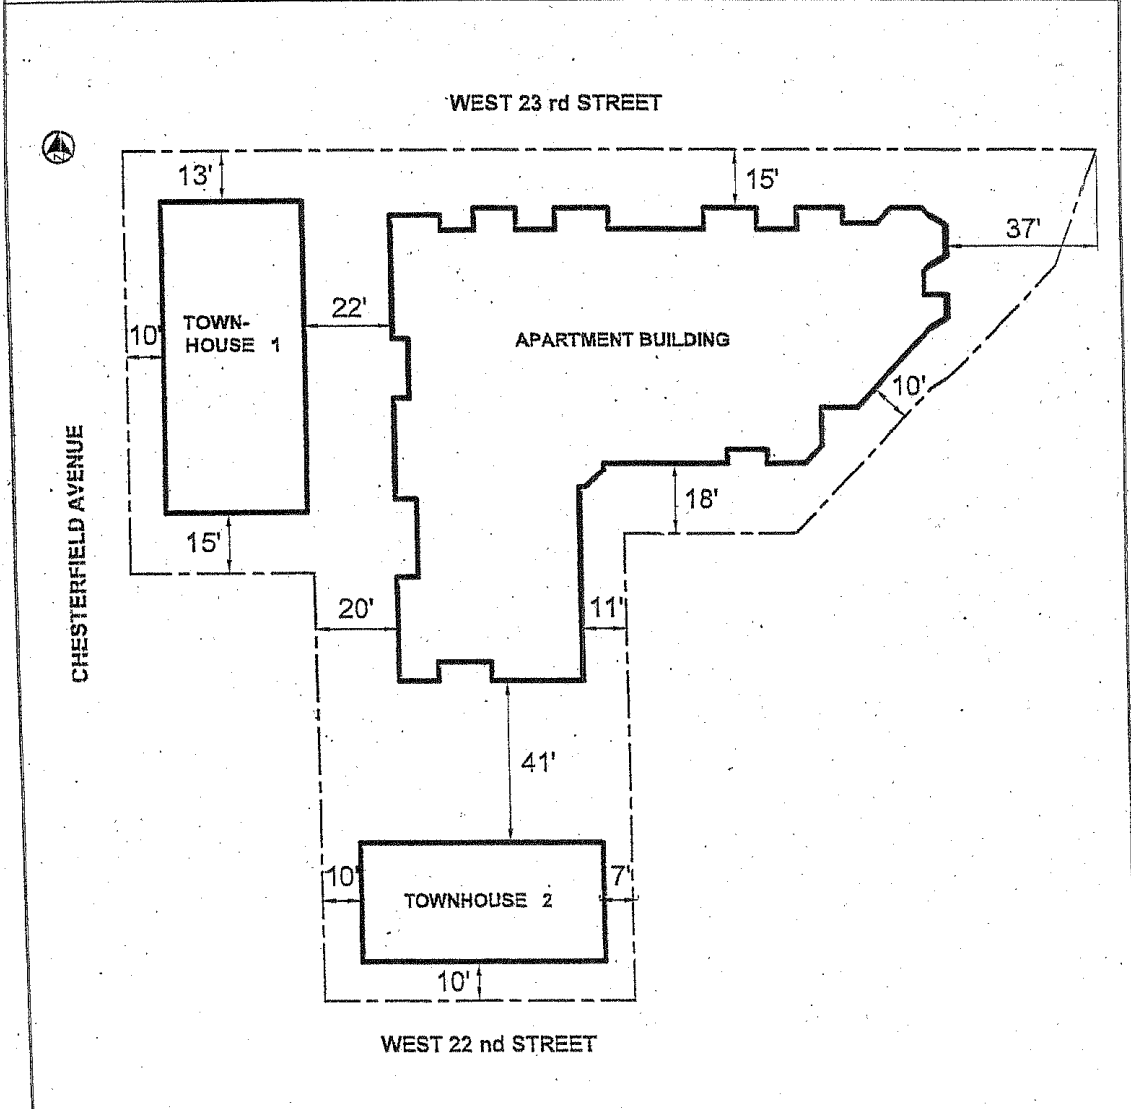 WEST 23 rd STREET
13'
15'
37'
22'
TOWN-
HOUSE 1
10'
APARTMENT BUILDING
10'
CHESTERFIELD AVENUE
18'
15'
20'
11'
41'
10'
TOWNHOUSE 2
7'
10'
WEST 22 nd STREET